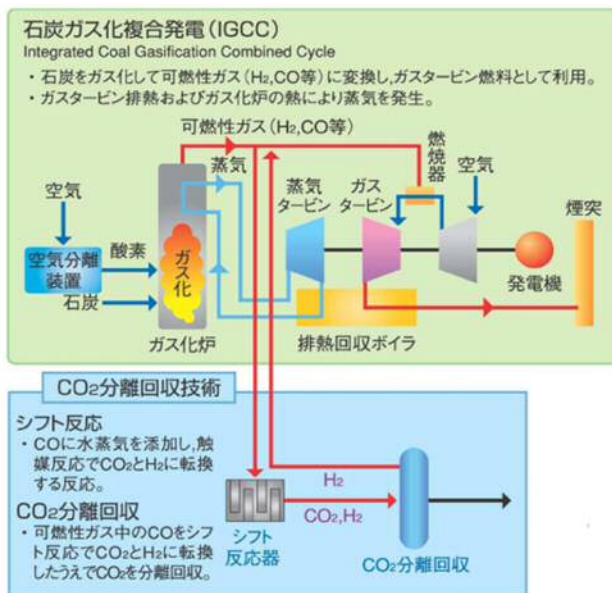 石炭ガス化複合発電(IGCC)
Integrated Coal Gasification Combined Cycle
・石炭をガス化して可燃性ガス(H2,CO等)に変換し,ガスタービン燃料として利用。
・ガスタービン排熱およびガス化炉の熱により蒸気を発生。
可燃性ガス(H2,CO等)
蒸気
燃焼器
空気
蒸気
タービン
ガス
タービン
煙突
空気
空気分離
装置
酸素
石炭
ガス化
発電機
ガス化炉
排熱回収ボイラ
CO2分離回収技術
シフト反応
・COに水蒸気を添加し,触
媒反応でCO2とH2に転換
する反応。
CO2分離回収
・可燃性ガス中のCOをシフ
ト反応でCO2とH2に転換
したうえでCO2を分離回収。
H2
CO2,H2
シフト
反応器
CO2分離回収